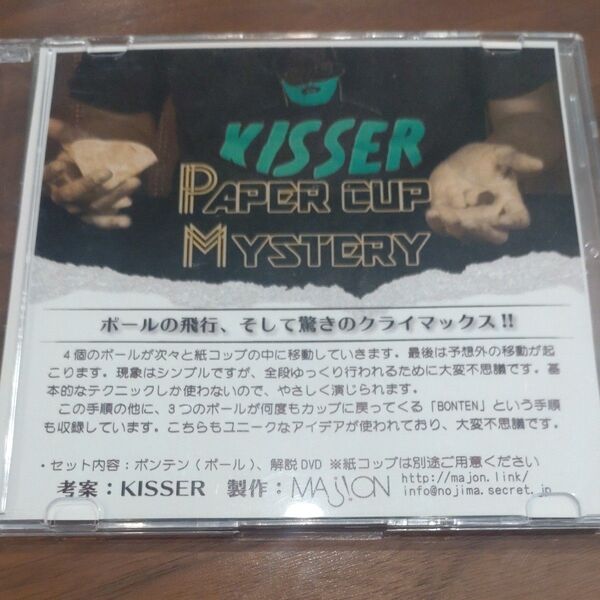 KISSER
PAPER CUP
MYSTERY
ボールの飛行、そして驚きのクライマックス!!
４個のボールが次々と紙コップの中に移動していきます。最後は予想外の移動が起
こります。現象はシンプルですが、全段ゆっくり行われるために大変不思議です。基
本的なテクニックしか使わないので、やさしく演じられます。
この手順の他に、３つのボールが何度もカップに戻ってくる「BONTEN」という手順
も収録しています。こちらもユニークなアイデアが使われており、大変不思議です。
・セット内容：ボンテン(ボール)、解説DVD ※紙コップは別途ご用意ください
考案：KISSER 製作：MAJION http://majon.link/
info@nojima.secret.jp